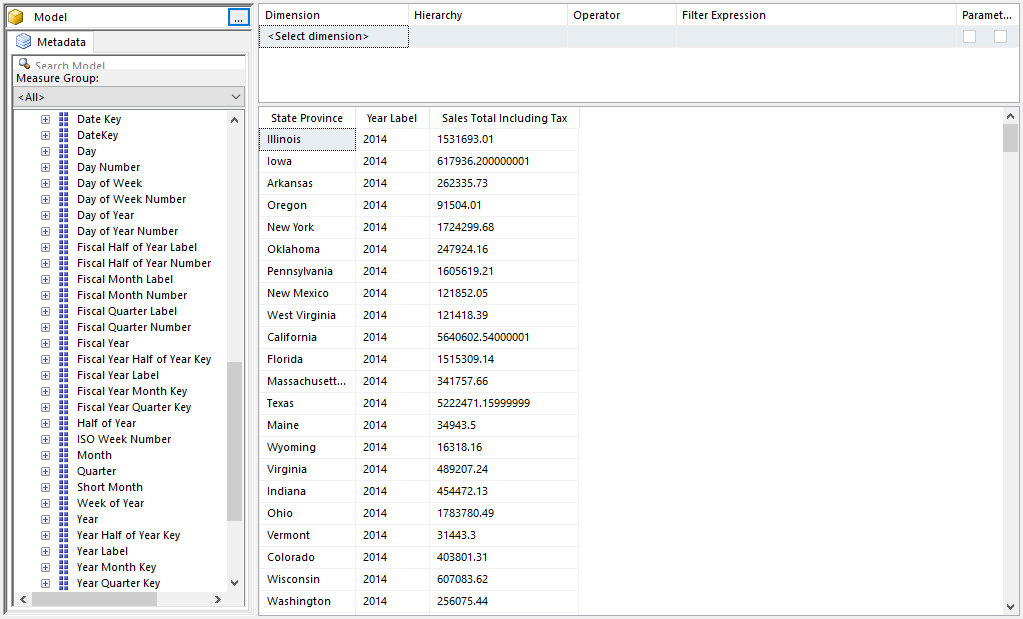 Model
...
Metadata
Search Model
Measure Group:
<All>
Date Key
DateKey
Day
Day Number
Day of Week
Day of Week Number
Day of Year
Day of Year Number
Fiscal Half of Year Label
Fiscal Half of Year Number
Fiscal Month Label
Fiscal Month Number
Fiscal Quarter Label
Fiscal Quarter Number
Fiscal Year
Fiscal Year Half of Year Key
Fiscal Year Label
Fiscal Year Month Key
Fiscal Year Quarter Key
Half of Year
ISO Week Number
Month
Quarter
Short Month
Week of Year
Year
Year Half of Year Key
Year Label
Year Month Key
Year Quarter Key
Dimension Hierarchy Operator Filter Expression Paramet...
<Select dimension>
State Province Year Label Sales Total Including Tax
Illinois 2014 1531693.01
Iowa 2014 617936.200000001
Arkansas 2014 262335.73
Oregon 2014 91504.01
New York 2014 1724299.68
Oklahoma 2014 247924.16
Pennsylvania 2014 1605619.21
New Mexico 2014 121852.05
West Virginia 2014 121418.39
California 2014 5640602.54000001
Florida 2014 1515309.14
Massachusett... 2014 341757.66
Texas 2014 5222471.15999999
Maine 2014 34943.5
Wyoming 2014 16318.16
Virginia 2014 489207.24
Indiana 2014 454472.13
Ohio 2014 1783780.49
Vermont 2014 31443.3
Colorado 2014 403801.31
Wisconsin 2014 607083.62
Washington 2014 256075.44